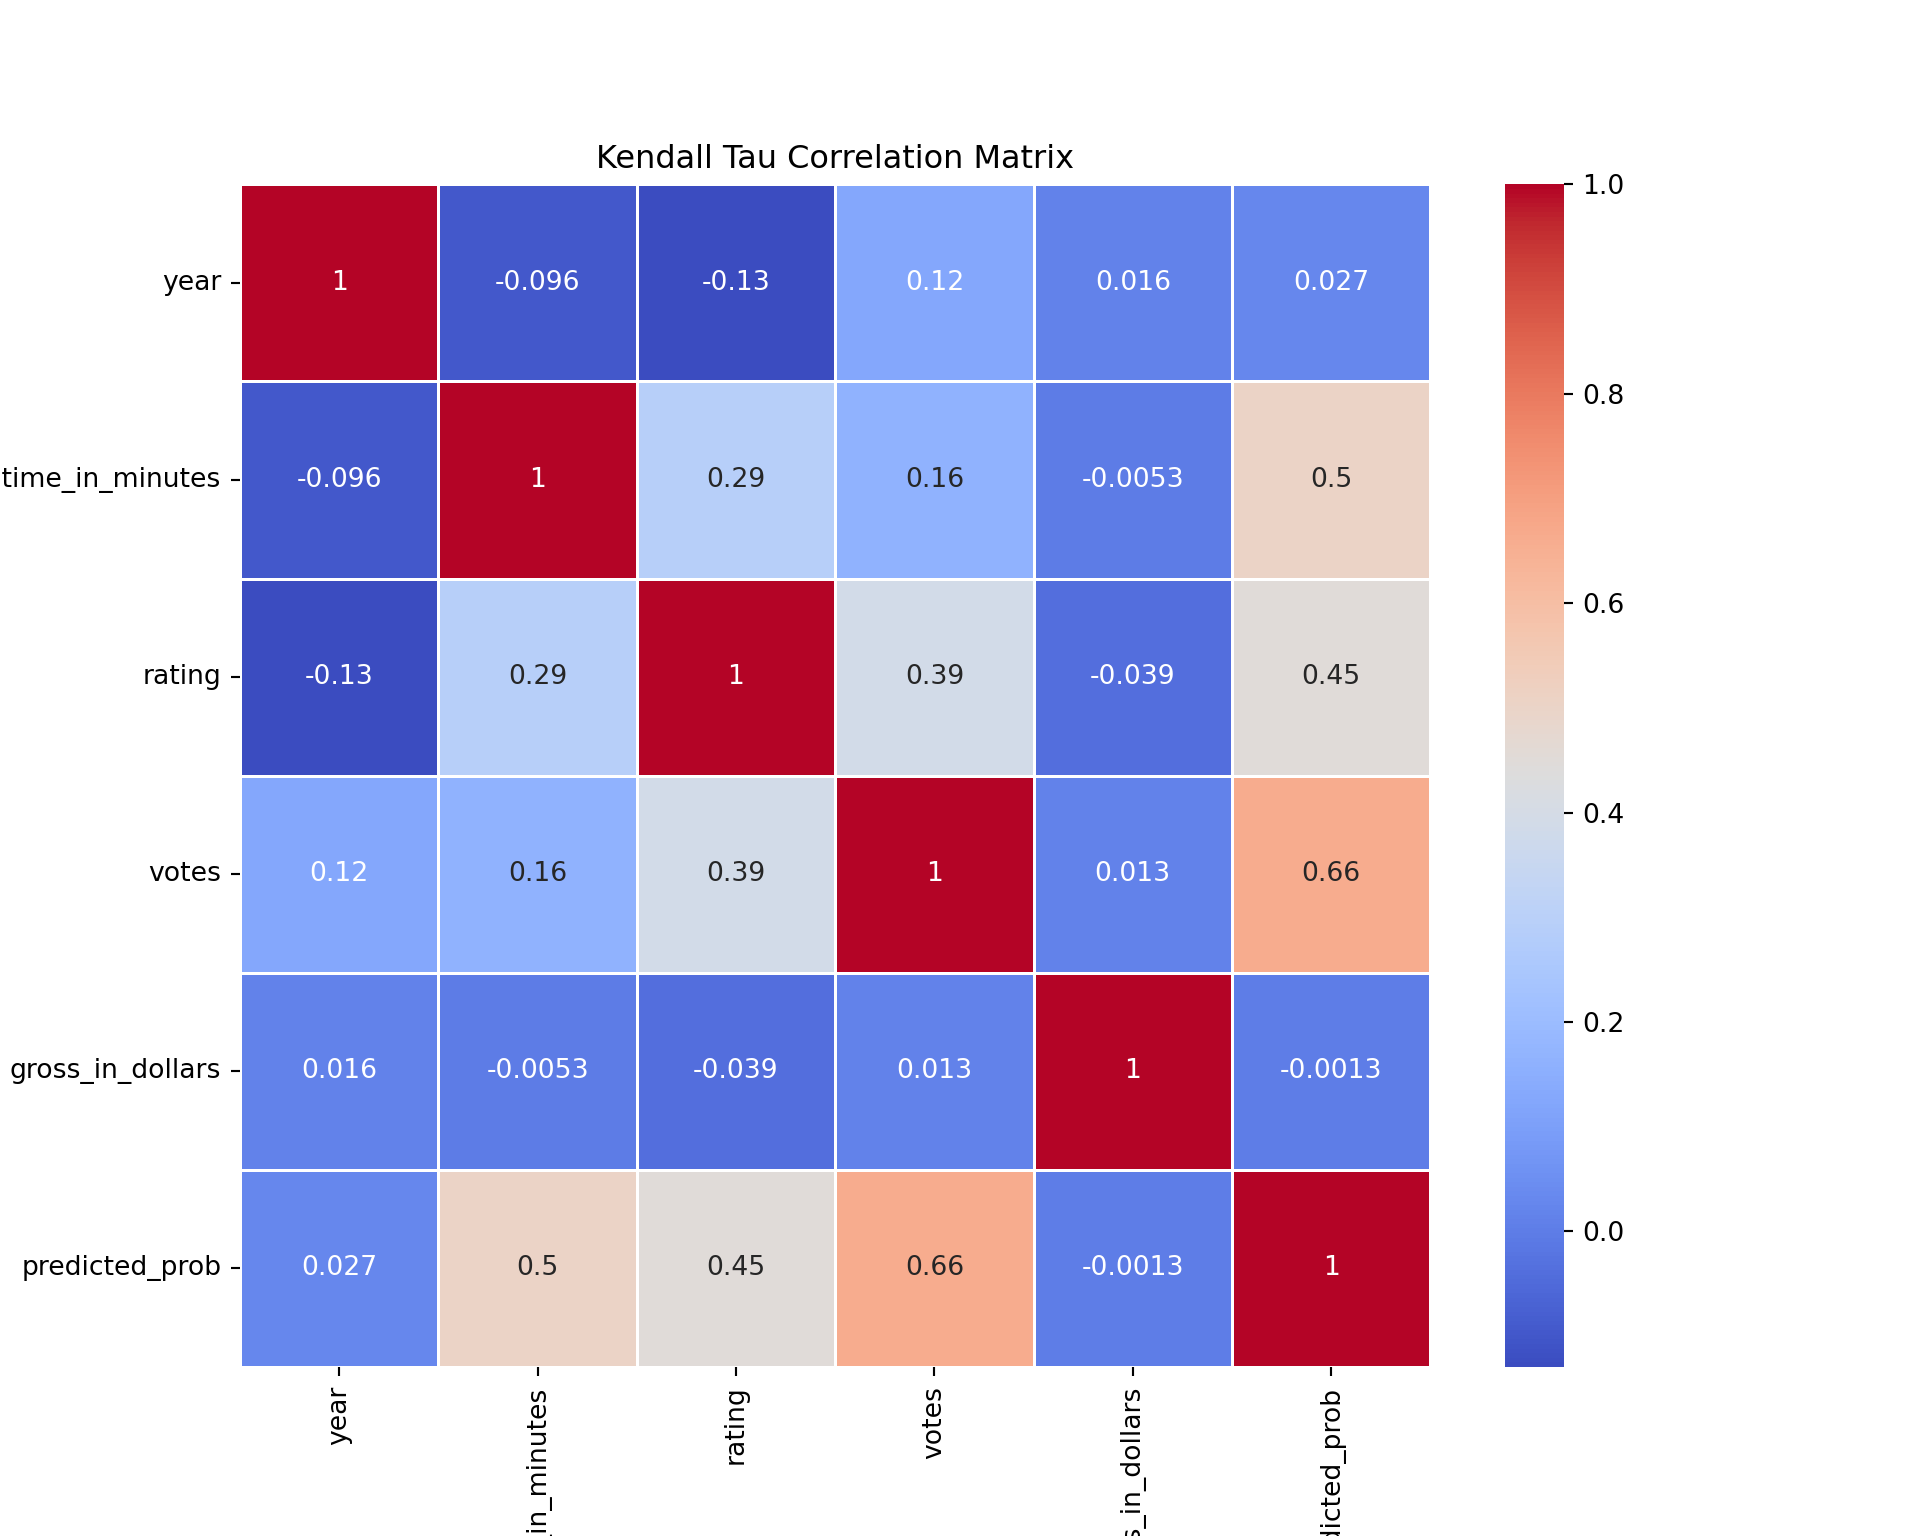 Kendall Tau Correlation Matrix
year 1 -0.096 -0.13 0.12 0.016 0.027
time_in_minutes -0.096 1 0.29 0.16 -0.0053 0.5
rating -0.13 0.29 1 0.39 -0.039 0.45
votes 0.12 0.16 0.39 1 0.013 0.66
gross_in_dollars 0.016 -0.0053 -0.039 0.013 1 -0.0013
predicted_prob 0.027 0.5 0.45 0.66 -0.0013 1
year
in_minutes
rating
votes
s_in_dollars
dicted_prob
1.0
0.8
0.6
0.4
0.2
0.0